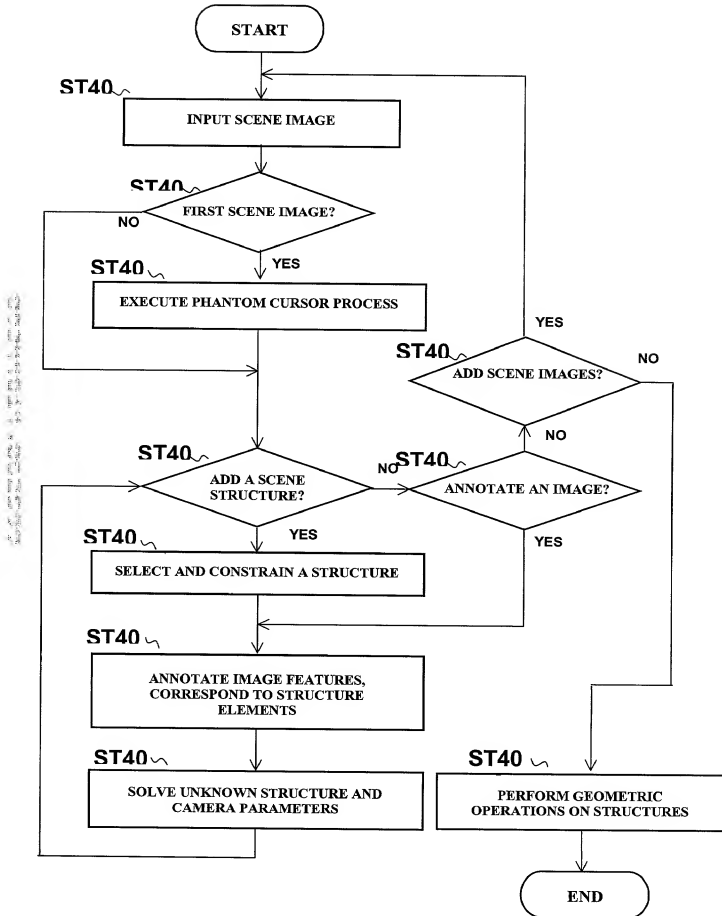 START
ST40
INPUT SCENE IMAGE
ST40
FIRST SCENE IMAGE?
NO
YES
ST40
EXECUTE PHANTOM CURSOR PROCESS
YES
NO
ST40
ADD SCENE IMAGES?
NO
ST40
ADD A SCENE
STRUCTURE?
NO
ST40
ANNOTATE AN IMAGE?
YES
YES
ST40
SELECT AND CONSTRAIN A STRUCTURE
ST40
ANNOTATE IMAGE FEATURES,
CORRESPOND TO STRUCTURE
ELEMENTS
ST40
SOLVE UNKNOWN STRUCTURE AND
CAMERA PARAMETERS
ST40
PERFORM GEOMETRIC
OPERATIONS ON STRUCTURES
END